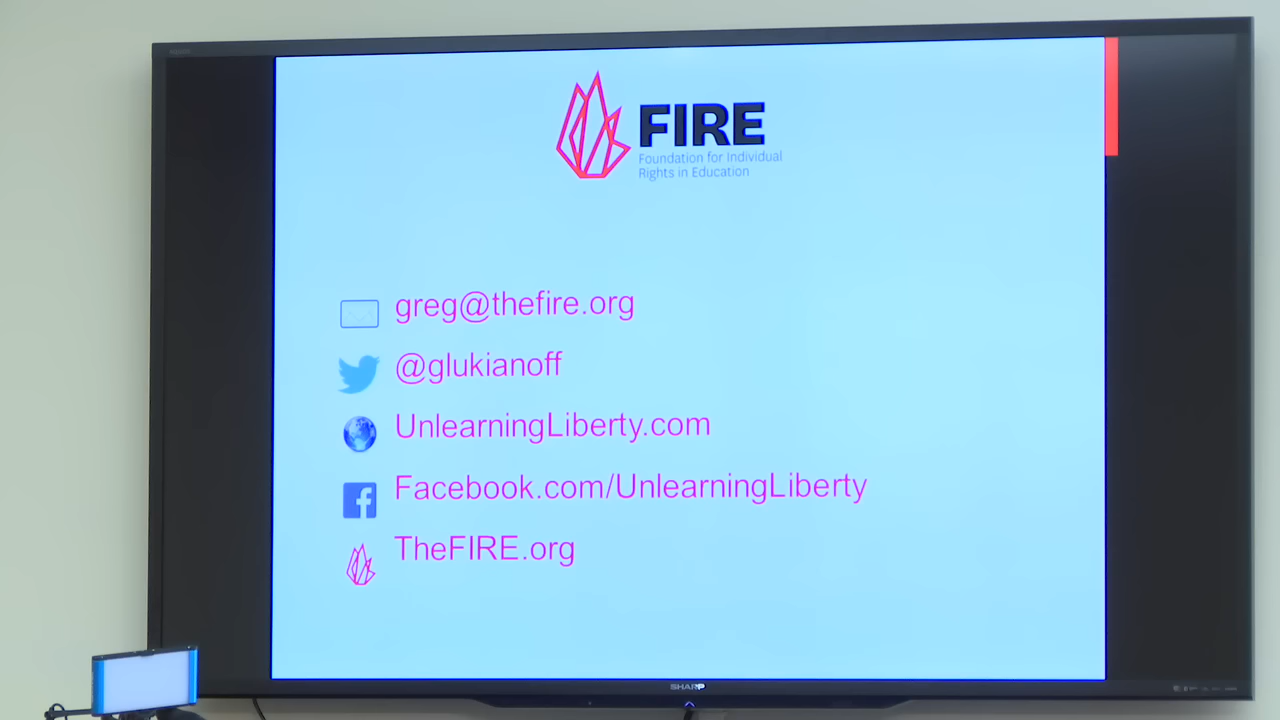 FIRE
Foundation for Individual
Rights in Education
greg@thefire.org
@glukianoff
UnlearningLiberty.com
Facebook.com/UnlearningLiberty
TheFIRE.org
SHARP